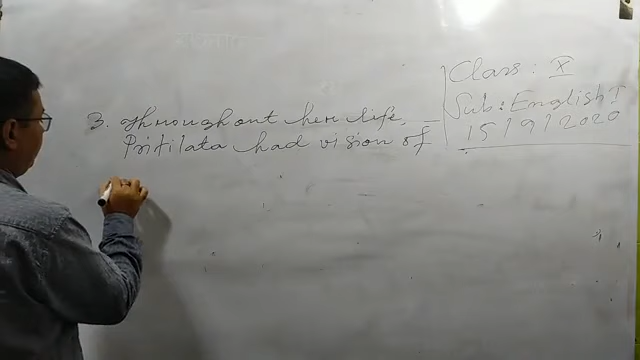 Class: X
Sub: English I
15/9/2020
3. Throughout her life,
Pritilata had vision of